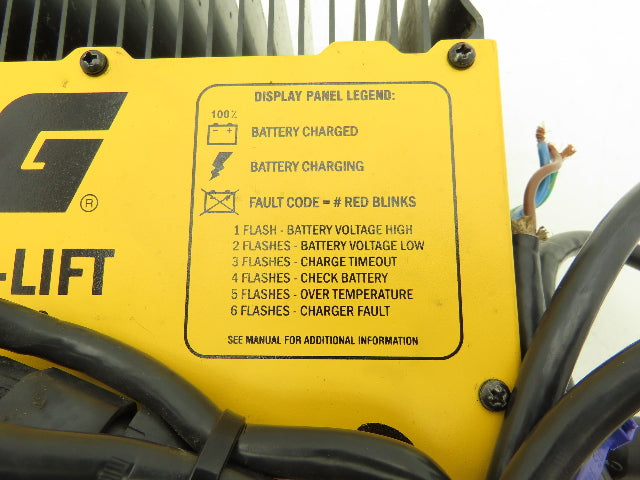 G
®
-LIFT
DISPLAY PANEL LEGEND:
100%
- +
BATTERY CHARGED
BATTERY CHARGING
FAULT CODE = # RED BLINKS
1 FLASH - BATTERY VOLTAGE HIGH
2 FLASHES - BATTERY VOLTAGE LOW
3 FLASHES - CHARGE TIMEOUT
4 FLASHES - CHECK BATTERY
5 FLASHES - OVER TEMPERATURE
6 FLASHES - CHARGER FAULT
SEE MANUAL FOR ADDITIONAL INFORMATION